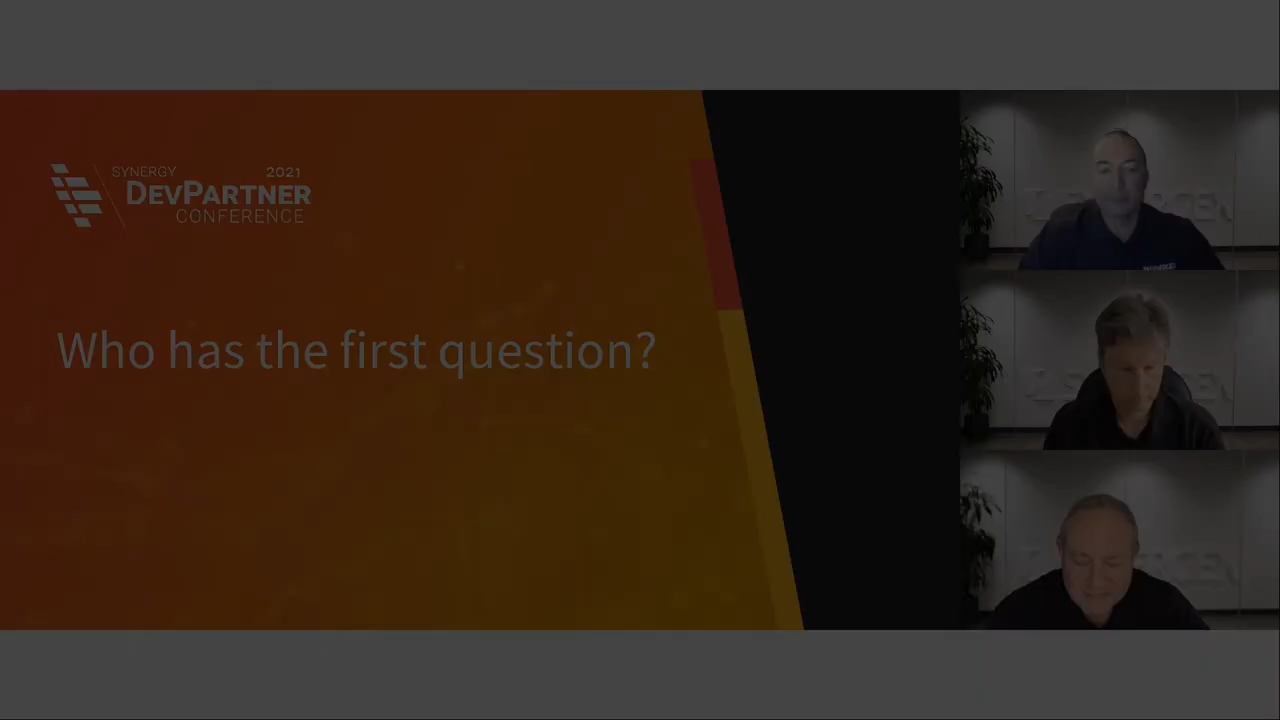 SYNERGY 2021
DEVPARTNER
CONFERENCE
Who has the first question?